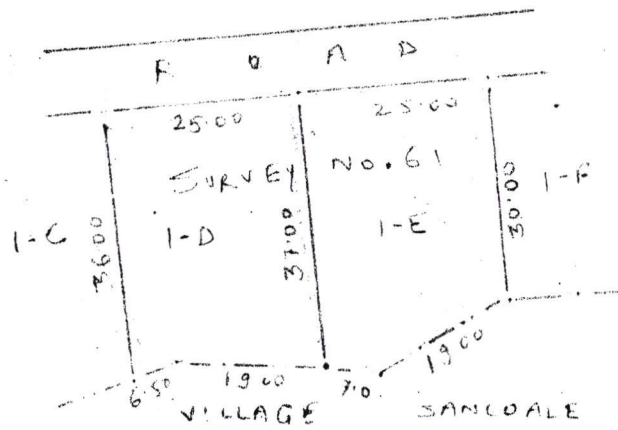 ROAD
25.00 25.00
SURVEY NO. 61
1-C 1-D 1-E 1-F
36.00 37.00 30.00
6.50 19.00 7.0 19.00
VILLAGE SANCOALE